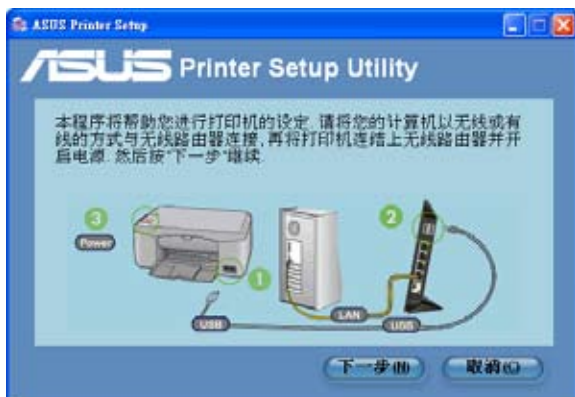 ASUS Printer Setup
ASUS Printer Setup Utility
本程序将帮助您进行打印机的设定. 请将您的计算机以无线或有
线的方式与无线路由器连接, 再将打印机连结上无线路由器并开
启电源. 然后按"下一步"继续.
3
2
Power
1
LAN
USB
USB
下一步(N)
取消(C)